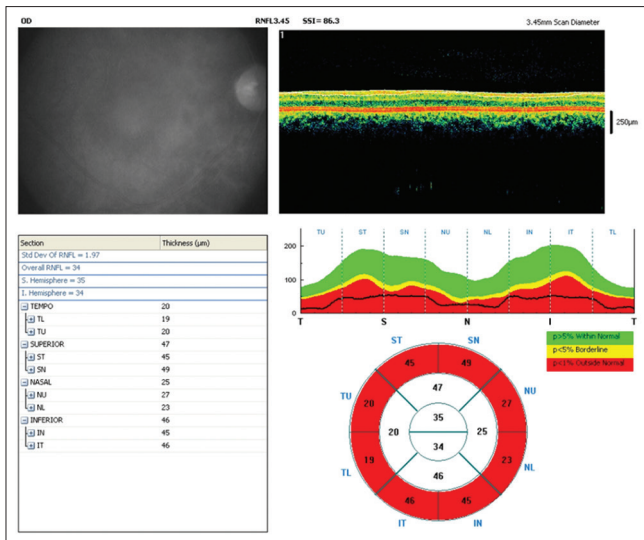 OD RNFL3.45 SSI= 86.3 3.45mm Scan Diameter
1
250µm
Section Thickness (µm)
Std Dev Of RNFL = 1.97
Overall RNFL = 34
S. Hemisphere = 35
I. Hemisphere = 34
TEMPO 20
TL 19
TU 20
SUPERIOR 47
ST 45
SN 49
NASAL 25
NU 27
NL 23
INFERIOR 46
IN 45
IT 46
TU ST SN NU NL IN IT TL
200
100
0
T S N I T
p>5% Within Normal
p<5% Borderline
p<1% Outside Normal
ST SN
45 49
TU 47 NU
20 27
35
20 25
34
19 23
TL 46 NL
46 45
IT IN